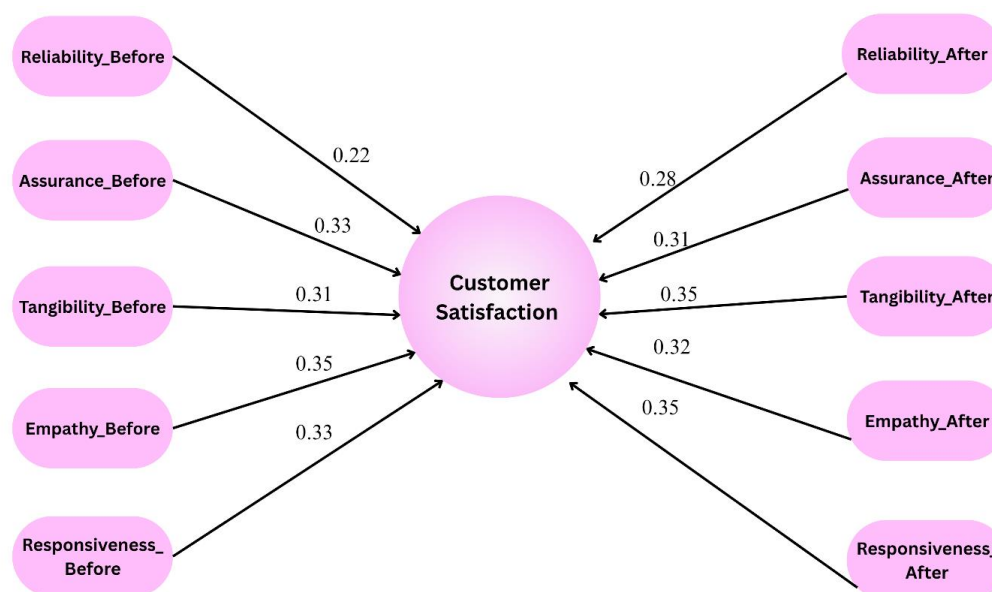 Reliability_Before
Reliability_After
0.22
0.28
Assurance_Before
Assurance_After
0.33
0.31
Customer
Satisfaction
Tangibility_Before
Tangibility_After
0.31
0.35
0.35
0.32
Empathy_Before
Empathy_After
0.33
0.35
Responsiveness_
Before
Responsiveness_
After